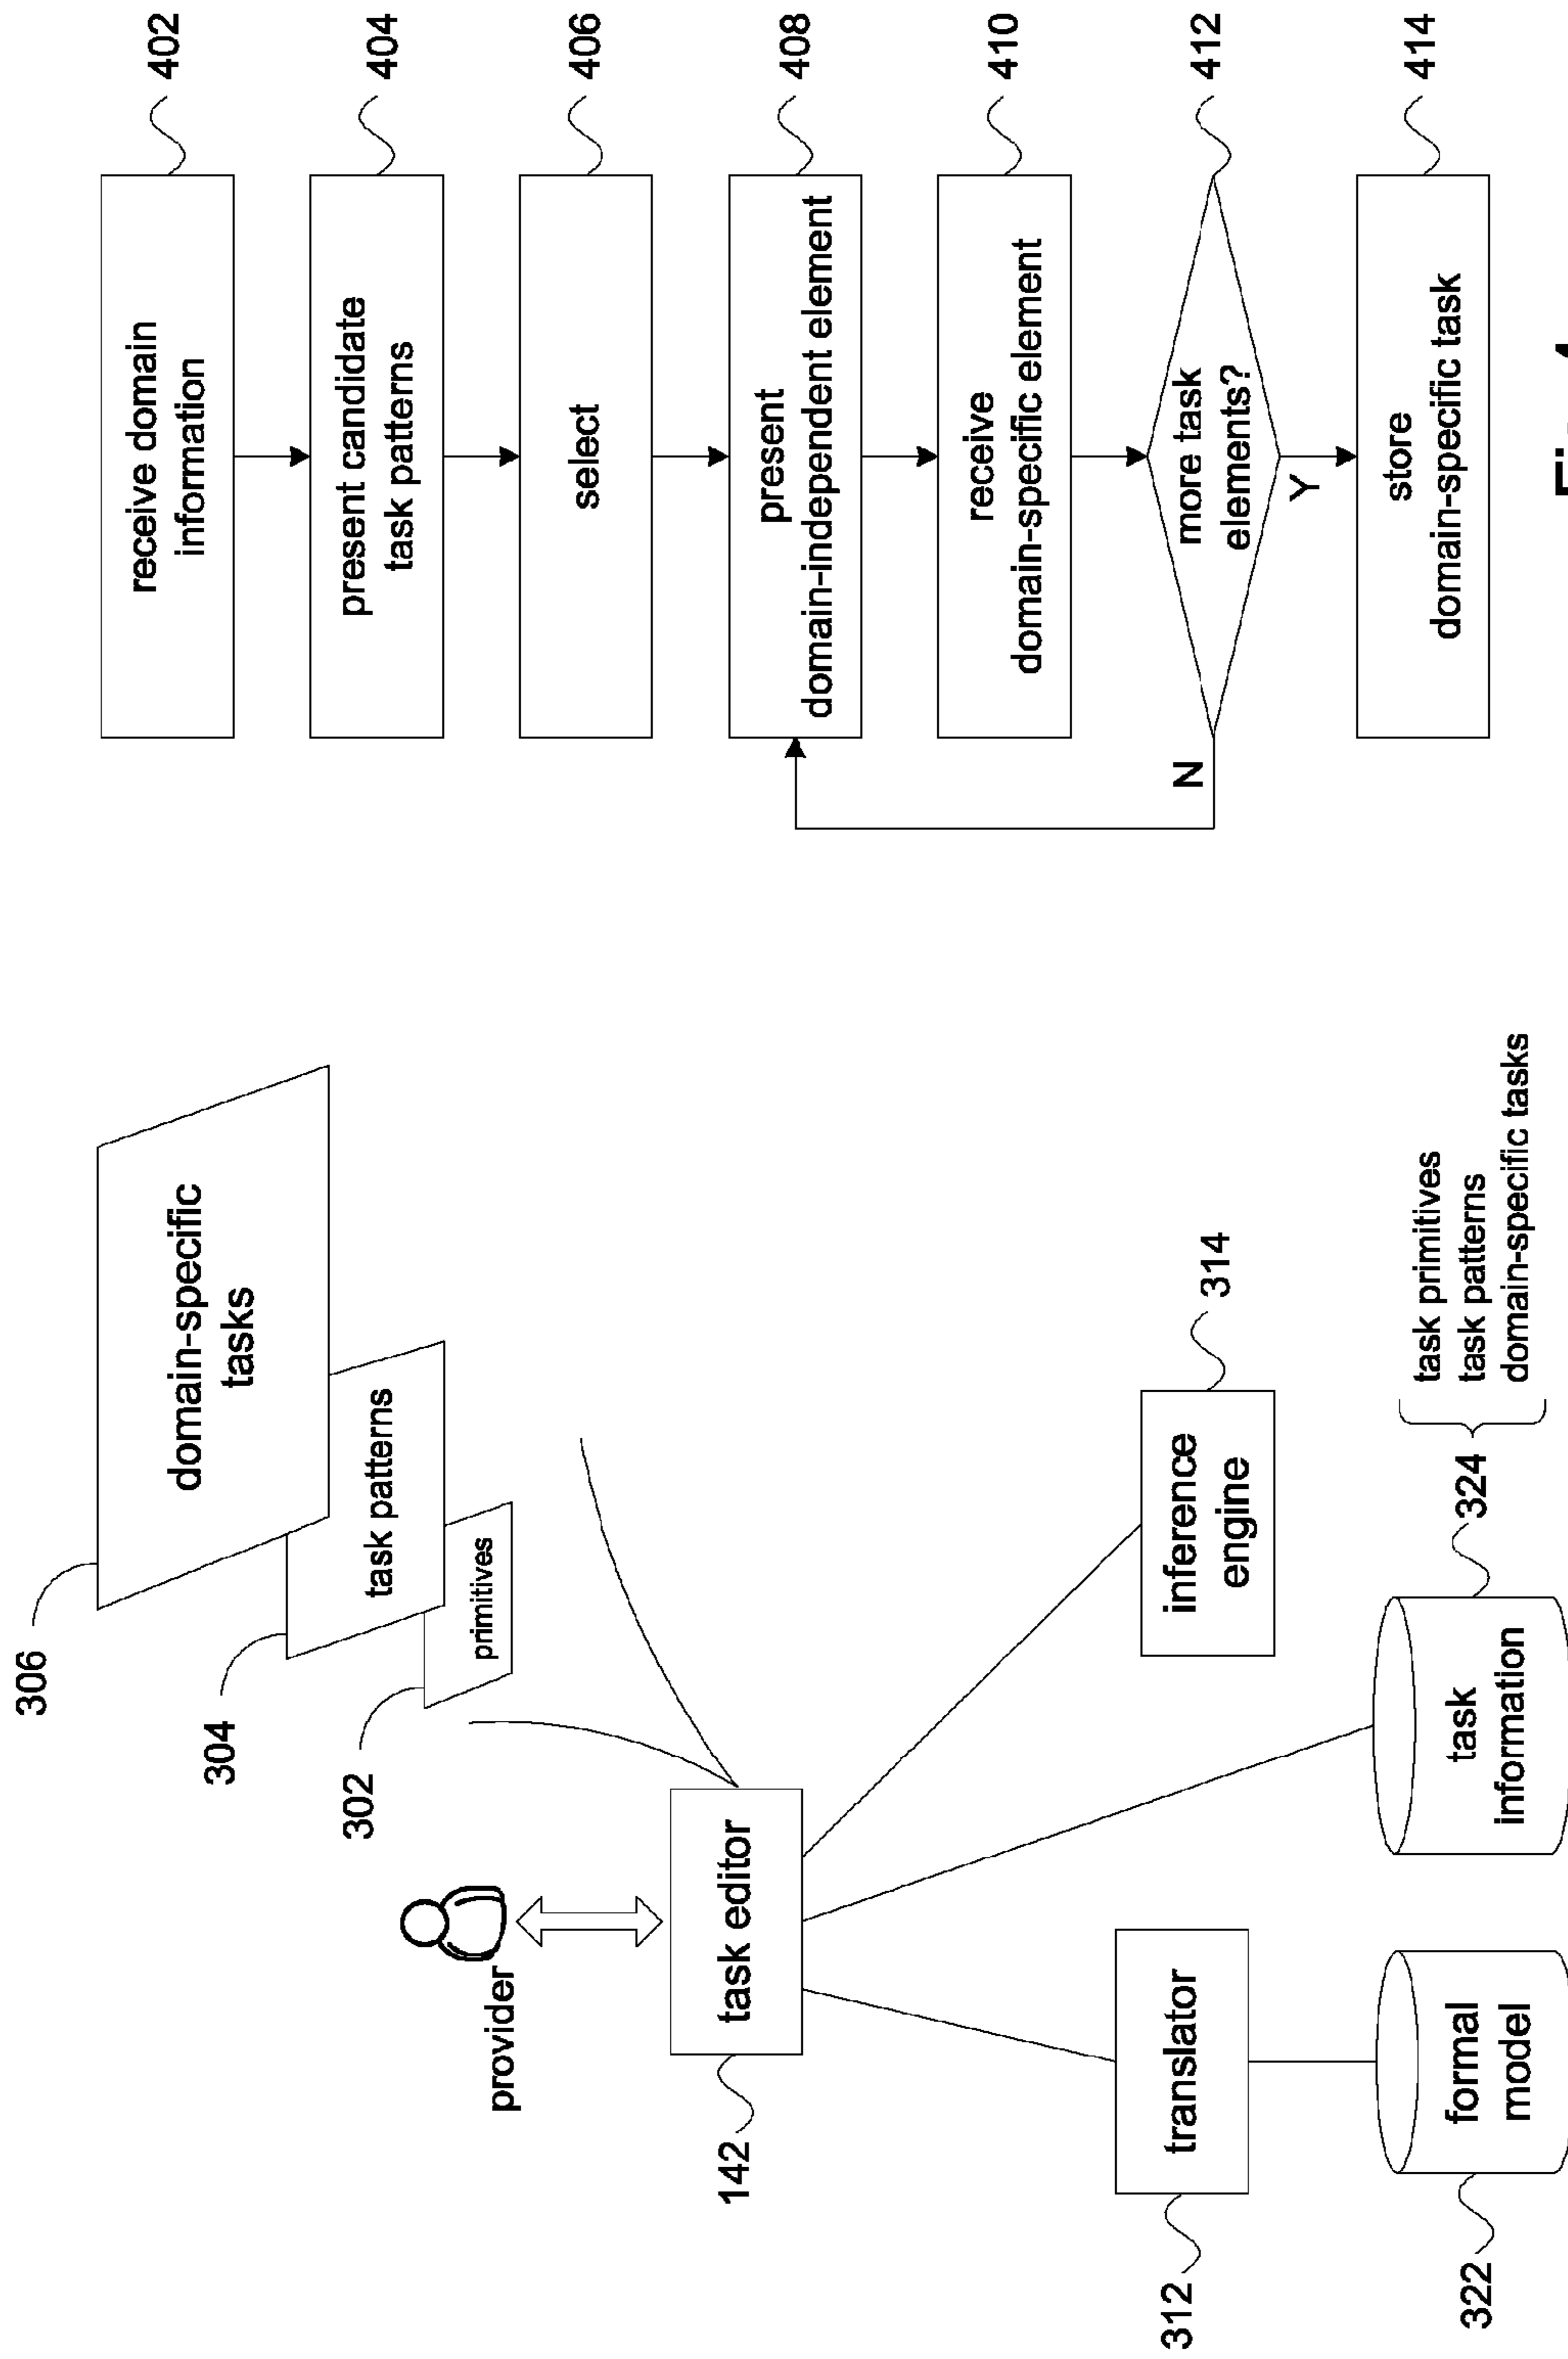 306
domain-specific
tasks
304
task patterns
302
primitives
provider
142
task editor
312
translator
inference
engine
314
322
formal
model
task
information
324
task primitives
task patterns
domain-specific tasks
receive domain
information
402
present candidate
task patterns
404
select
406
present
domain-independent element
408
receive
domain-specific element
410
more task
elements?
412
N
Y
store
domain-specific task
414